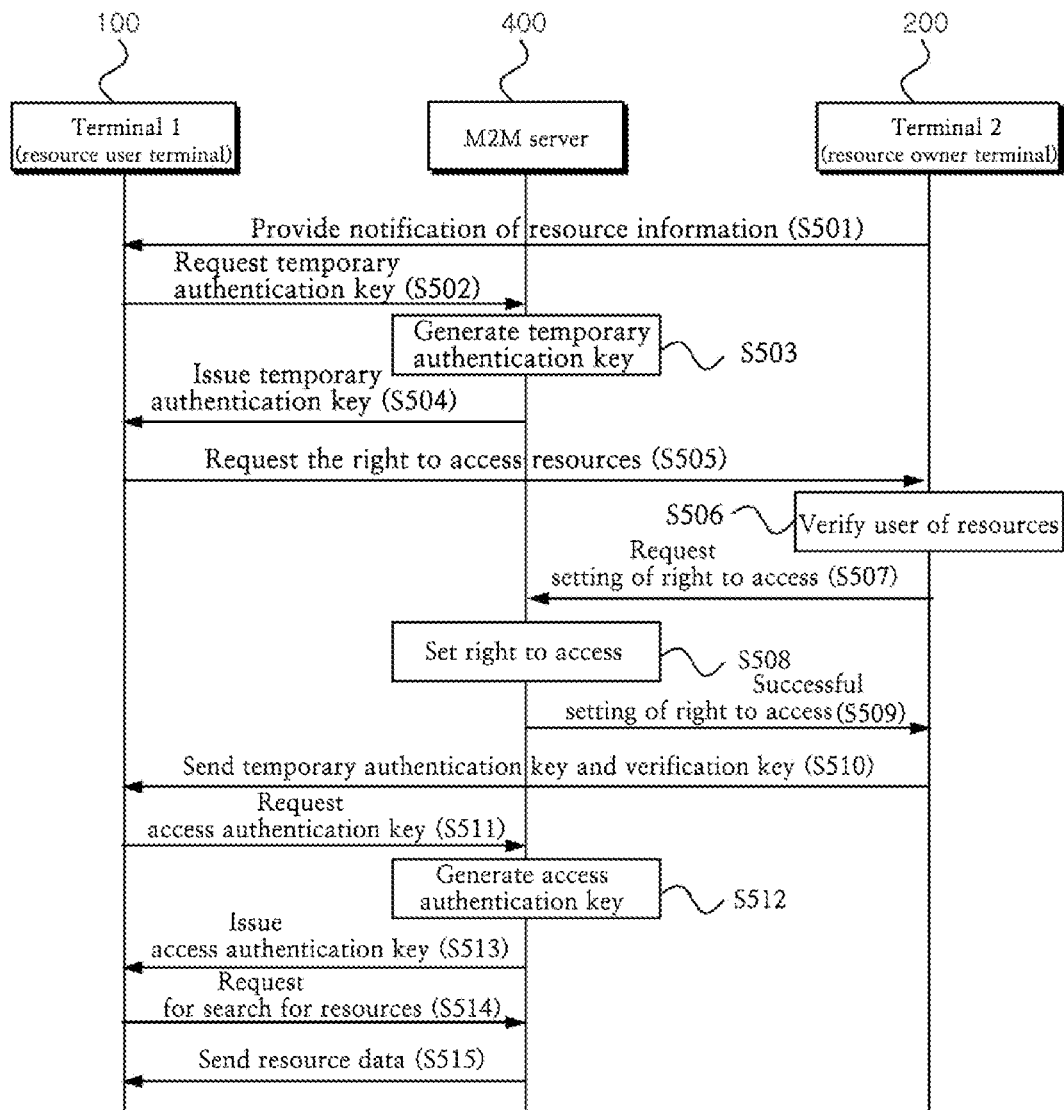 100
400
200
Terminal 1
(resource user terminal)
M2M server
Terminal 2
(resource owner terminal)
Provide notification of resource information (S501)
Request temporary
authentication key (S502)
Generate temporary
authentication key
S503
Issue temporary
authentication key (S504)
Request the right to access resources (S505)
S506
Verify user of resources
Request
setting of right to access (S507)
Set right to access
S508
Successful
setting of right to access(S509)
Send temporary authentication key and verification key (S510)
Request
access authentication key (S511)
Generate access
authentication key
S512
Issue
access authentication key (S513)
Request
for search for resources (S514)
Send resource data (S515)